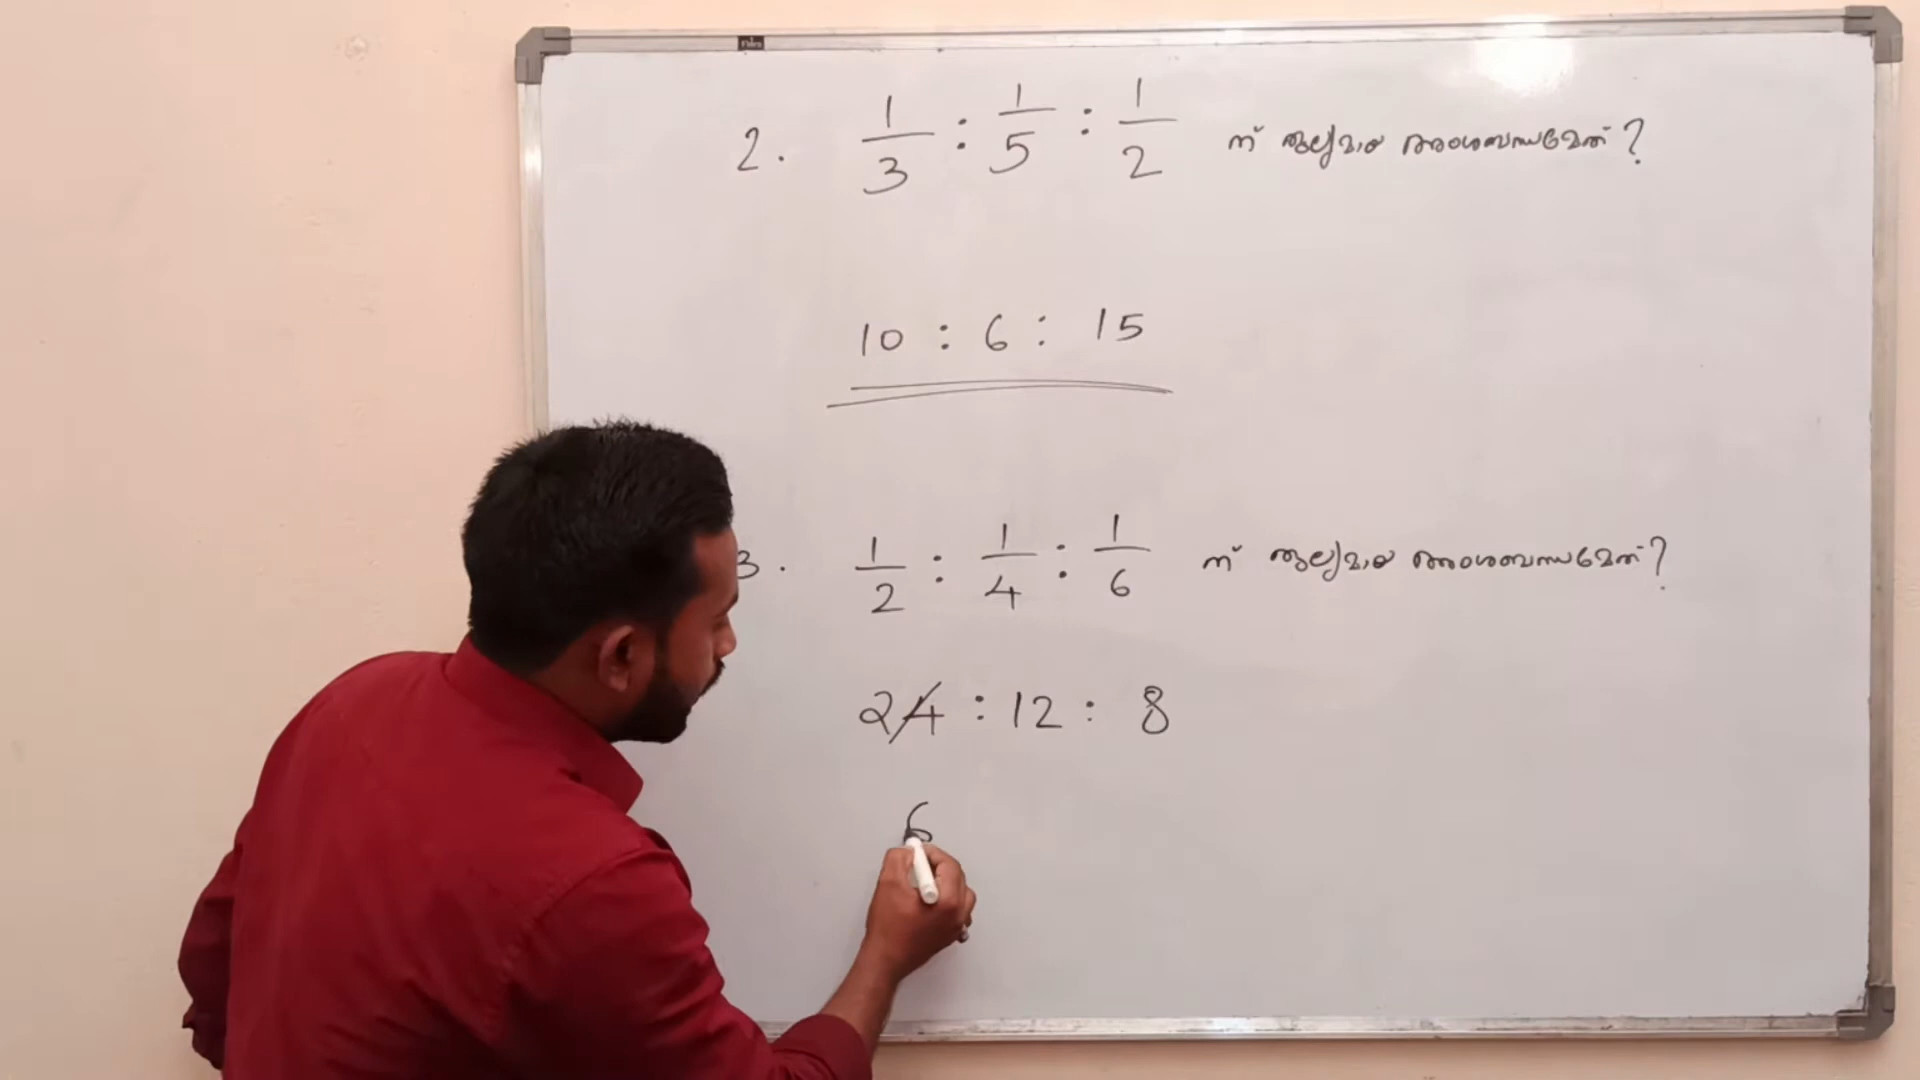 2. 1/3 : 1/5 : 1/2 ന് തുല്യമായ അംശബന്ധമേത്?
10 : 6 : 15
3. 1/2 : 1/4 : 1/6 ന് തുല്യമായ അംശബന്ധമേത്?
24 : 12 : 8
6